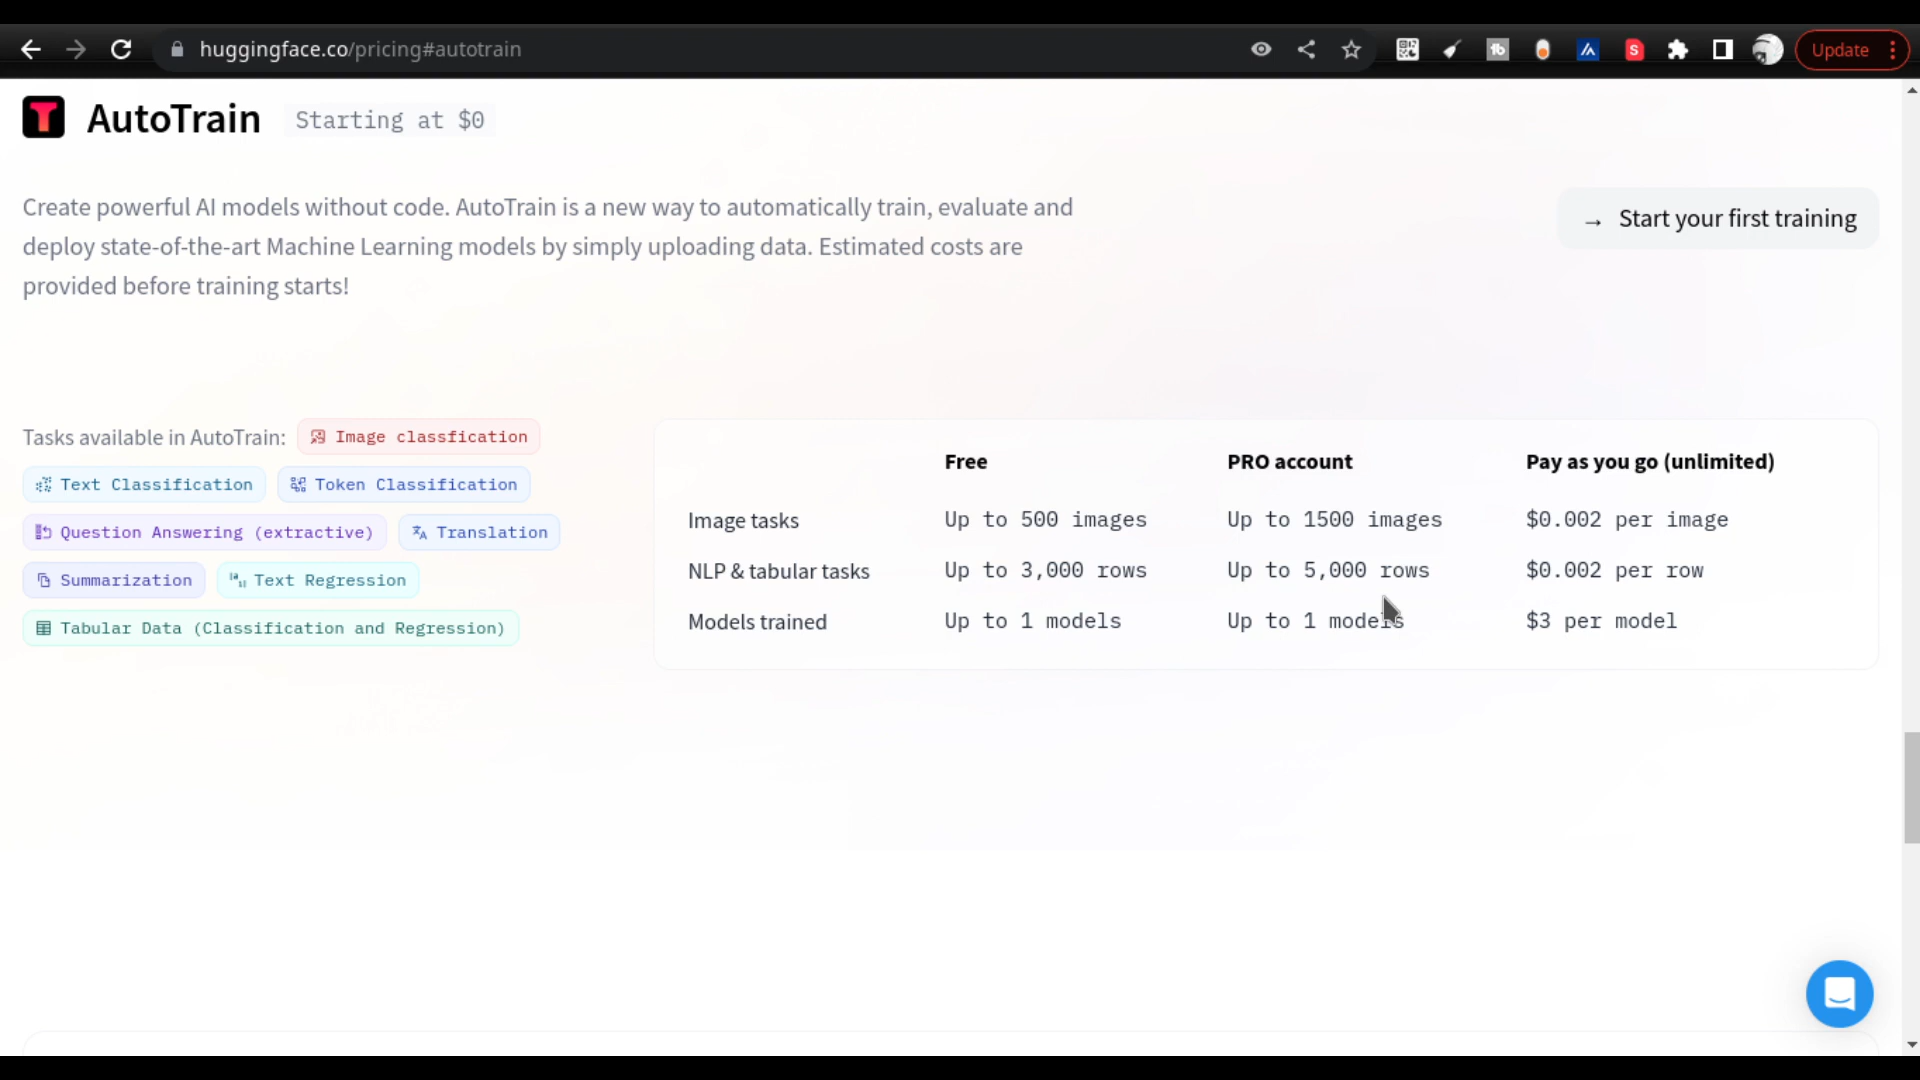 huggingface.co/pricing#autotrain
Update
AutoTrain Starting at $0
Create powerful AI models without code. AutoTrain is a new way to automatically train, evaluate and
deploy state-of-the-art Machine Learning models by simply uploading data. Estimated costs are
provided before training starts!
→ Start your first training
Tasks available in AutoTrain: Image classfication
Text Classification Token Classification
Question Answering (extractive) Translation
Summarization Text Regression
Tabular Data (Classification and Regression)
Free PRO account Pay as you go (unlimited)
Image tasks Up to 500 images Up to 1500 images $0.002 per image
NLP & tabular tasks Up to 3,000 rows Up to 5,000 rows $0.002 per row
Models trained Up to 1 models Up to 1 models $3 per model